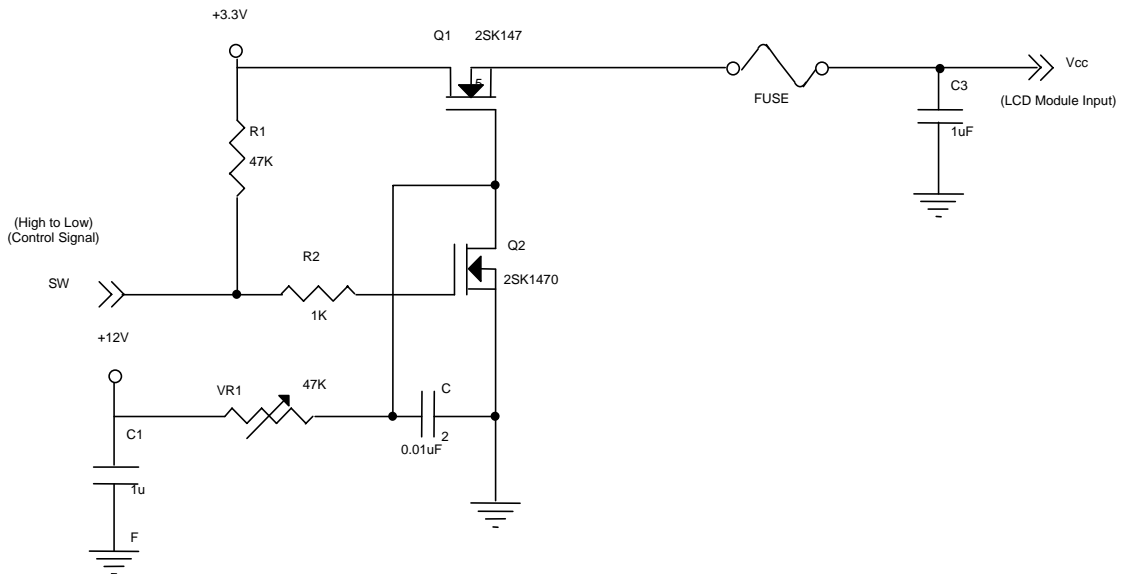 +3.3V
Q1 2SK147
5
Vcc
FUSE
C3
(LCD Module Input)
1uF
R1
47K
(High to Low)
(Control Signal)
SW
R2
1K
Q2
2SK1470
+12V
VR1
47K
C
2
0.01uF
C1
1u
F